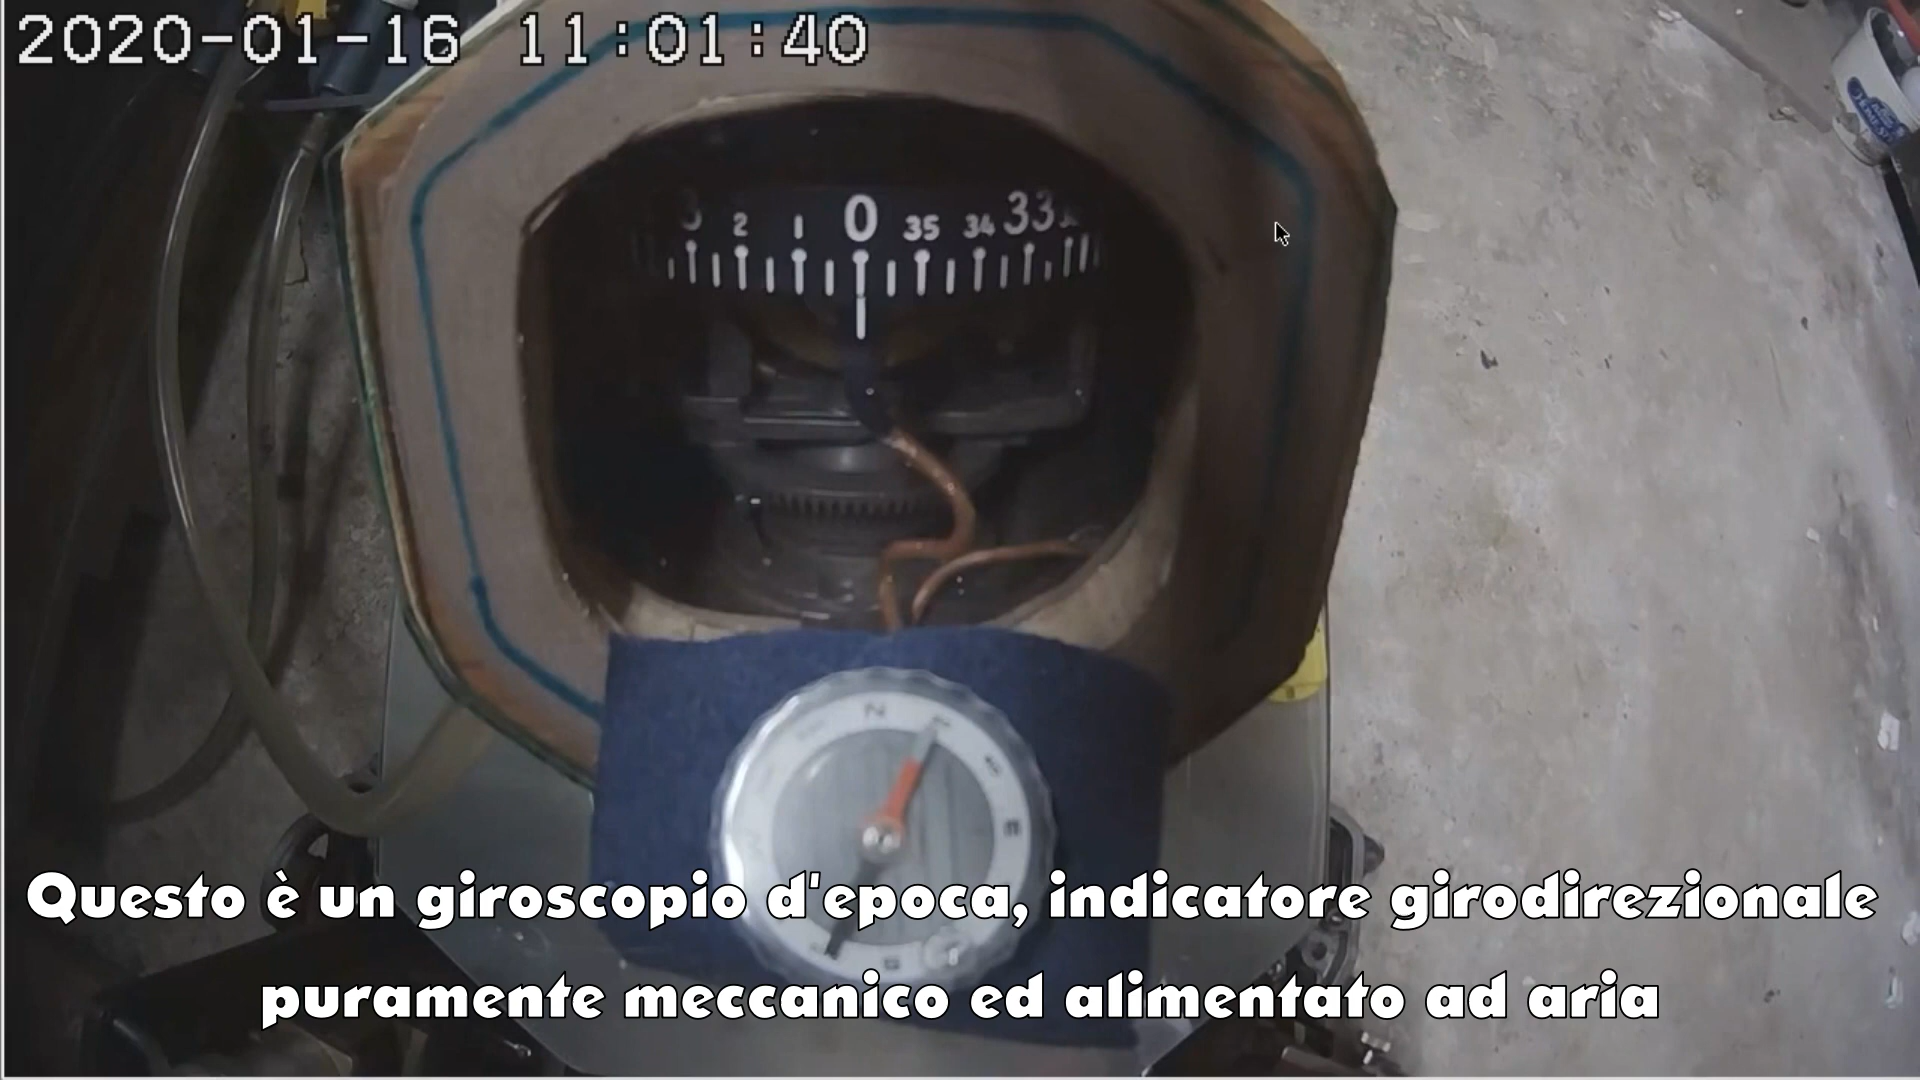 2020-01-16 11:01:40
3 2 1 0 35 34 33
N
E
Questo è un giroscopio d'epoca, indicatore girodirezionale
puramente meccanico ed alimentato ad aria